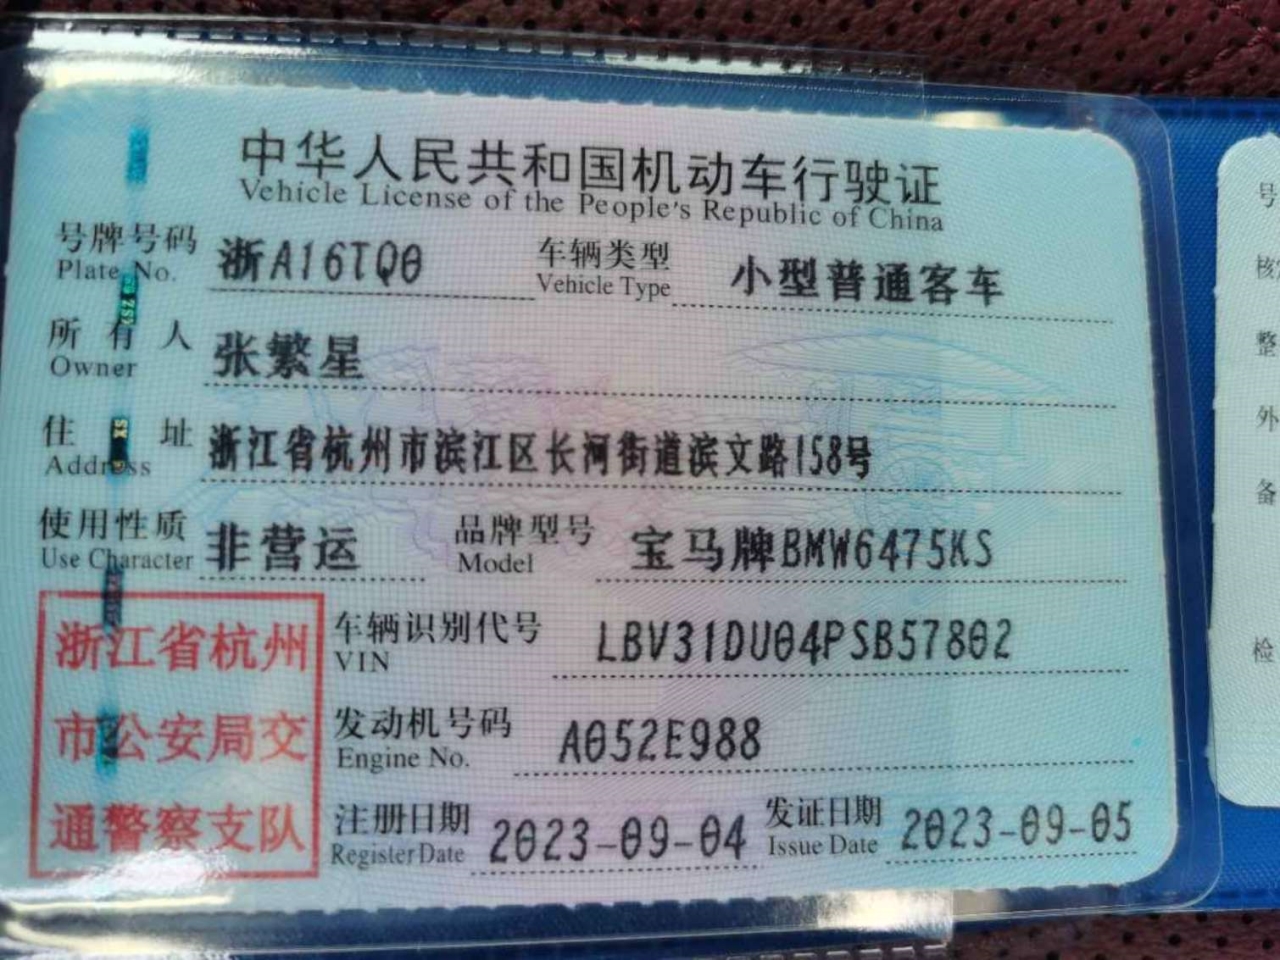 中华人民共和国机动车行驶证
Vehicle License of the People's Republic of China
号牌号码 浙A16TQ0 车辆类型 小型普通客车
Plate No. Vehicle Type
所有人 张繁星
Owner
住址 浙江省杭州市滨江区长河街道滨文路158号
Address
使用性质 非营运 品牌型号 宝马牌BMW6475KS
Use Character Model
浙江省杭州
市公安局交
通警察支队
车辆识别代号 LBV31DU04PSB57802
VIN
发动机号码 A052E988
Engine No.
注册日期 2023-09-04 发证日期 2023-09-05
Register Date Issue Date
号
核
整
外
备
检